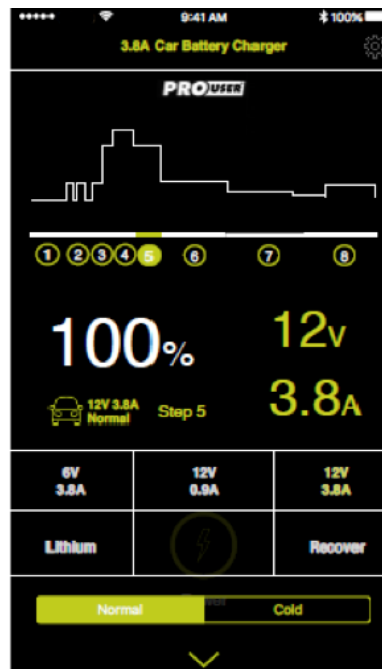 9:41 AM 100%
3.8A Car Battery Charger
PROUSER
1 2 3 4 5 6 7 8
100% 12V
3.8A
12V 3.8A
Normal
Step 5
6V 12V 12V
3.8A 0.9A 3.8A
Lithium Recover
Normal Cold